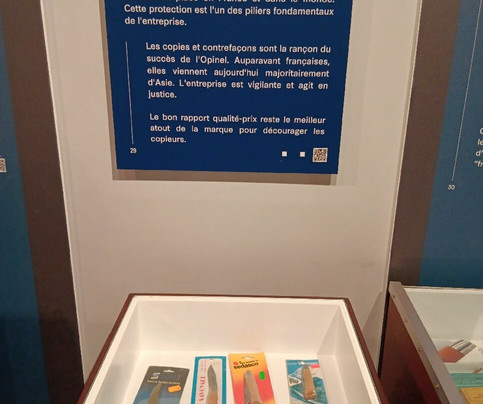 Cette protection est l'un des piliers fondamentaux
de l'entreprise.
Les copies et contrefaçons sont la rançon du
succès de l'Opinel. Auparavant françaises,
elles viennent aujourd'hui majoritairement
d'Asie. L'entreprise est vigilante et agit en
justice.
Le bon rapport qualité-prix reste le meilleur
atout de la marque pour décourager les
copieurs.
29
30